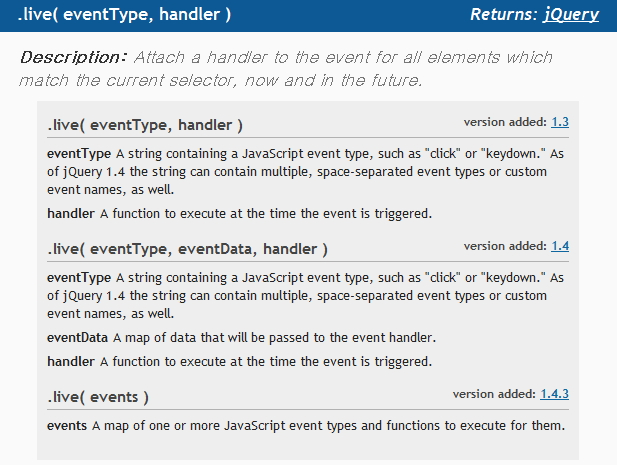 .live( eventType, handler ) Returns: jQuery
Description: Attach a handler to the event for all elements which
match the current selector, now and in the future.
.live( eventType, handler ) version added: 1.3
eventType A string containing a JavaScript event type, such as "click" or "keydown." As
of jQuery 1.4 the string can contain multiple, space-separated event types or custom
event names, as well.
handler A function to execute at the time the event is triggered.
.live( eventType, eventData, handler ) version added: 1.4
eventType A string containing a JavaScript event type, such as "click" or "keydown." As
of jQuery 1.4 the string can contain multiple, space-separated event types or custom
event names, as well.
eventData A map of data that will be passed to the event handler.
handler A function to execute at the time the event is triggered.
.live( events ) version added: 1.4.3
events A map of one or more JavaScript event types and functions to execute for them.